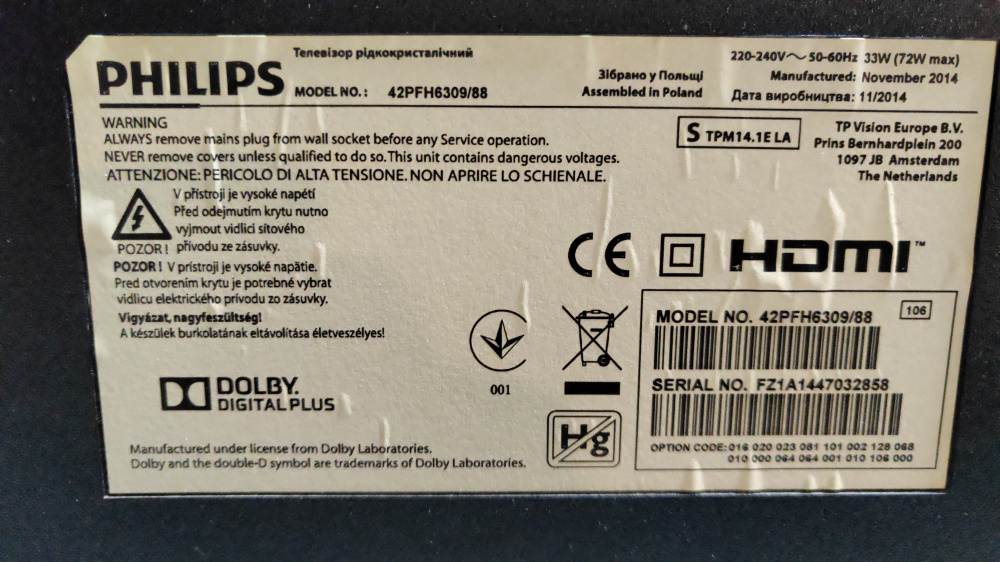 Телевізор рідкокристалічний
PHILIPS
MODEL NO.: 42PFH6309/88
Зібрано у Польщі
Assembled in Poland
220-240V~ 50-60Hz 33W (72W max)
Manufactured: November 2014
Дата виробництва: 11/2014
WARNING
ALWAYS remove mains plug from wall socket before any Service operation.
NEVER remove covers unless qualified to do so. This unit contains dangerous voltages.
ATTENZIONE: PERICOLO DI ALTA TENSIONE. NON APRIRE LO SCHIENALE.
S TPM14.1E LA
TP Vision Europe B.V.
Prins Bernhardplein 200
1097 JB Amsterdam
The Netherlands
V přístroji je vysoké napětí
Před odejmutím krytu nutno
vyjmout vidlici síťového
POZOR! přívodu ze zásuvky.
POZOR! V prístroji je vysoké napätie.
Pred otvorením krytu je potrebné vybrat
vidlicu elektrického prívodu zo zásuvky.
Vigyázat, nagyfeszültség!
A készülek burkolatának eltávolítása életveszélyes!
CE
HDMI™
001
DOLBY.
DIGITAL PLUS
Hg
Manufactured under license from Dolby Laboratories.
Dolby and the double-D symbol are trademarks of Dolby Laboratories.
MODEL NO. 42PFH6309/88
106
SERIAL NO. FZ1A1447032858
OPTION CODE: 016 020 023 081 101 002 128 068
010 000 064 064 001 010 106 000